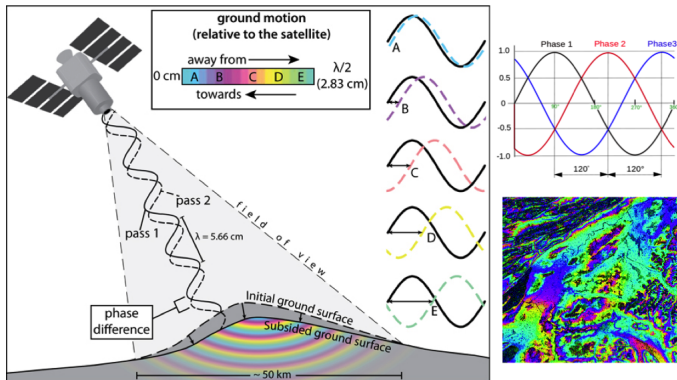 ground motion
(relative to the satellite)
away from
0 cm
A B C D E
λ/2
(2.83 cm)
towards
pass 2
pass 1
λ = 5.66 cm
field of view
phase
difference
Initial ground surface
Subsided ground surface
~ 50 km
A
B
C
D
E
Phase 1 Phase 2 Phase3
1.0
0.5
0
-0.5
-1.0
90° 180° 270°
120° 120°